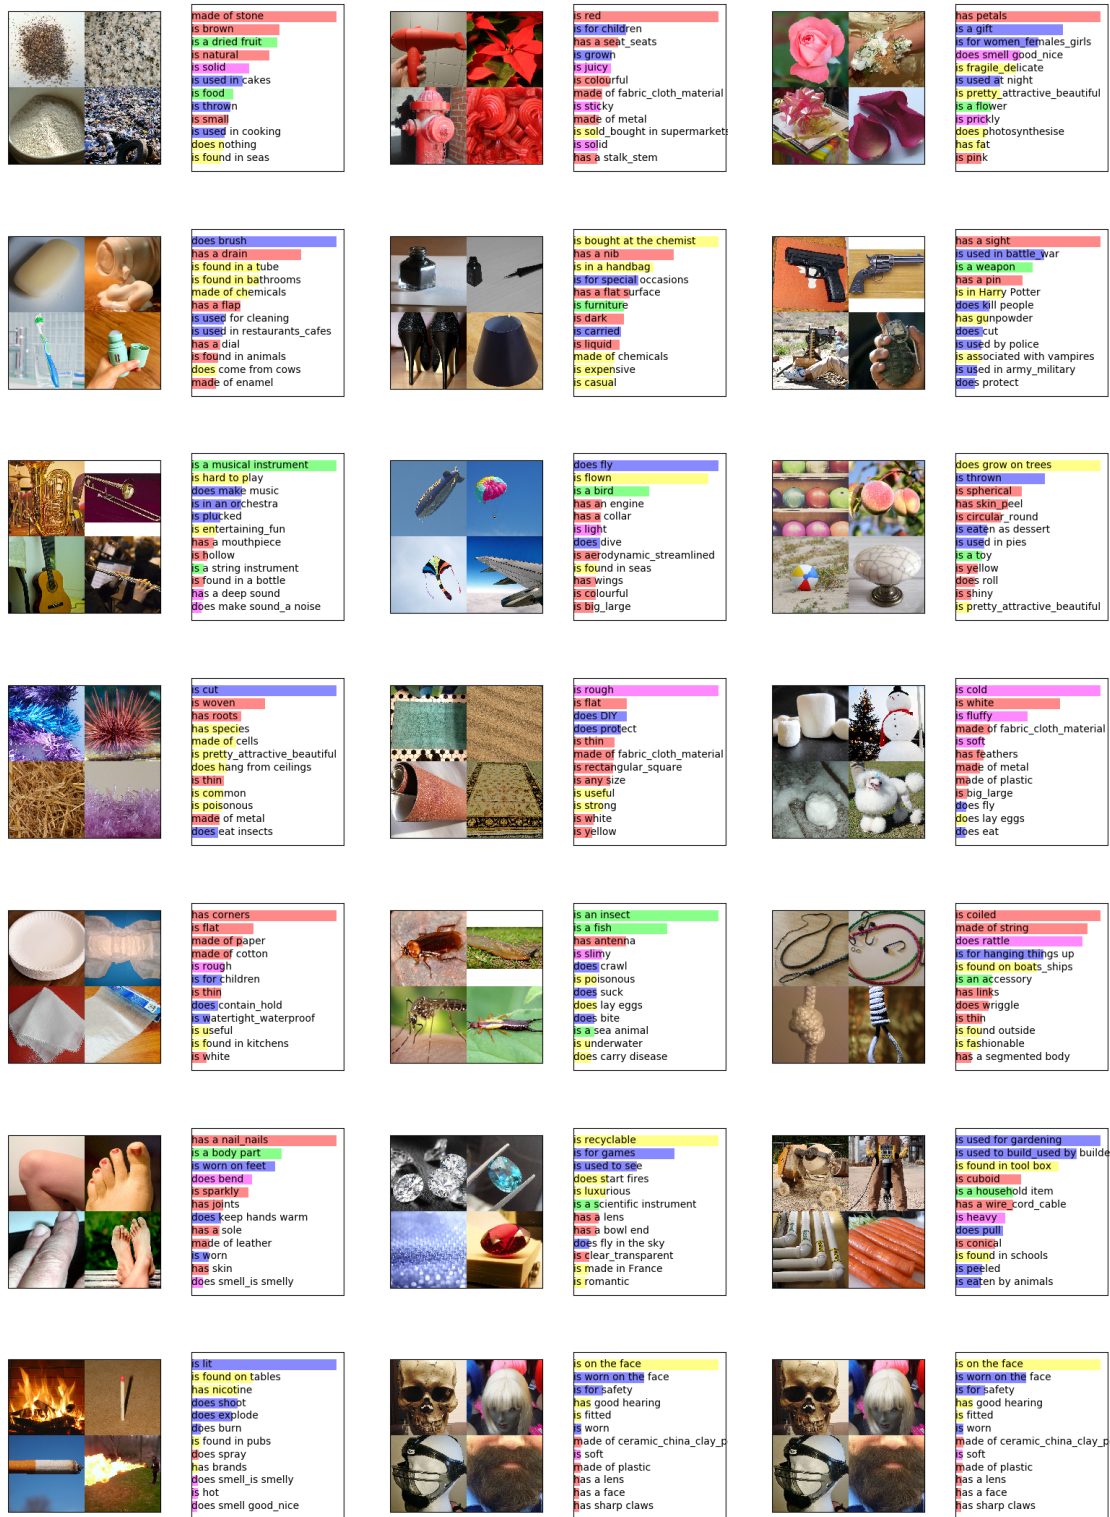 made of stone
is brown
is a dried fruit
is natural
is solid
is used in cakes
is food
is thrown
is small
is used in cooking
does nothing
is found in seas
is red
is for children
has a seat_seats
is grown
is juicy
is colourful
made of fabric_cloth_material
is sticky
made of metal
is sold_bought in supermarkets
is solid
has a stalk_stem
has petals
is a gift
is for women_females_girls
does smell good_nice
is fragile_delicate
is used at night
is pretty_attractive_beautiful
is a flower
is prickly
does photosynthesise
has fat
is pink
does brush
has a drain
is found in a tube
is found in bathrooms
made of chemicals
has a flap
is used for cleaning
is used in restaurants_cafes
has a dial
is found in animals
does come from cows
made of enamel
is bought at the chemist
has a nib
is in a handbag
is for special occasions
has a flat surface
is furniture
is dark
is carried
is liquid
made of chemicals
is expensive
is casual
has a sight
is used in battle_war
is a weapon
has a pin
is in Harry Potter
does kill people
has gunpowder
does cut
is used by police
is associated with vampires
is used in army_military
does protect
is a musical instrument
is hard to play
does make music
is in an orchestra
is plucked
is entertaining_fun
has a mouthpiece
is hollow
is a string instrument
is found in a bottle
has a deep sound
does make sound_a noise
does fly
is flown
is a bird
has an engine
has a collar
is light
does dive
is aerodynamic_streamlined
is found in seas
has wings
is colourful
is big_large
does grow on trees
is thrown
is spherical
has skin_peel
is circular_round
is eaten as dessert
is used in pies
is a toy
is yellow
does roll
is shiny
is pretty_attractive_beautiful
is cut
is woven
has roots
has species
made of cells
is pretty_attractive_beautiful
does hang from ceilings
is thin
is common
is poisonous
made of metal
does eat insects
is rough
is flat
does DIY
does protect
is thin
made of fabric_cloth_material
is rectangular_square
is any size
is useful
is strong
is white
is yellow
is cold
is white
is fluffy
made of fabric_cloth_material
is soft
has feathers
made of metal
made of plastic
is big_large
does fly
does lay eggs
does eat
has corners
is flat
made of paper
made of cotton
is rough
is for children
is thin
does contain_hold
is watertight_waterproof
is useful
is found in kitchens
is white
is an insect
is a fish
has antenna
is slimy
does crawl
is poisonous
does suck
does lay eggs
does bite
is a sea animal
is underwater
does carry disease
is coiled
made of string
does rattle
is for hanging things up
is found on boats_ships
is an accessory
has links
does wriggle
is thin
is found outside
is fashionable
has a segmented body
has a nail_nails
is a body part
is worn on feet
does bend
is sparkly
has joints
does keep hands warm
has a sole
made of leather
is worn
has skin
does smell_is smelly
is recyclable
is for games
is used to see
does start fires
is luxurious
is a scientific instrument
has a lens
has a bowl end
does fly in the sky
is clear_transparent
is made in France
is romantic
is used for gardening
is used to build_used by builde
is found in tool box
is cuboid
is a household item
has a wire_cord_cable
is heavy
does pull
is conical
is found in schools
is peeled
is eaten by animals
is lit
is found on tables
has nicotine
does shoot
does explode
does burn
is found in pubs
does spray
has brands
does smell_is smelly
is hot
does smell good_nice
is on the face
is worn on the face
is for safety
has good hearing
is fitted
is worn
made of ceramic_china_clay_p
is soft
made of plastic
has a lens
has a face
has sharp claws
is on the face
is worn on the face
is for safety
has good hearing
is fitted
is worn
made of ceramic_china_clay_p
is soft
made of plastic
has a lens
has a face
has sharp claws